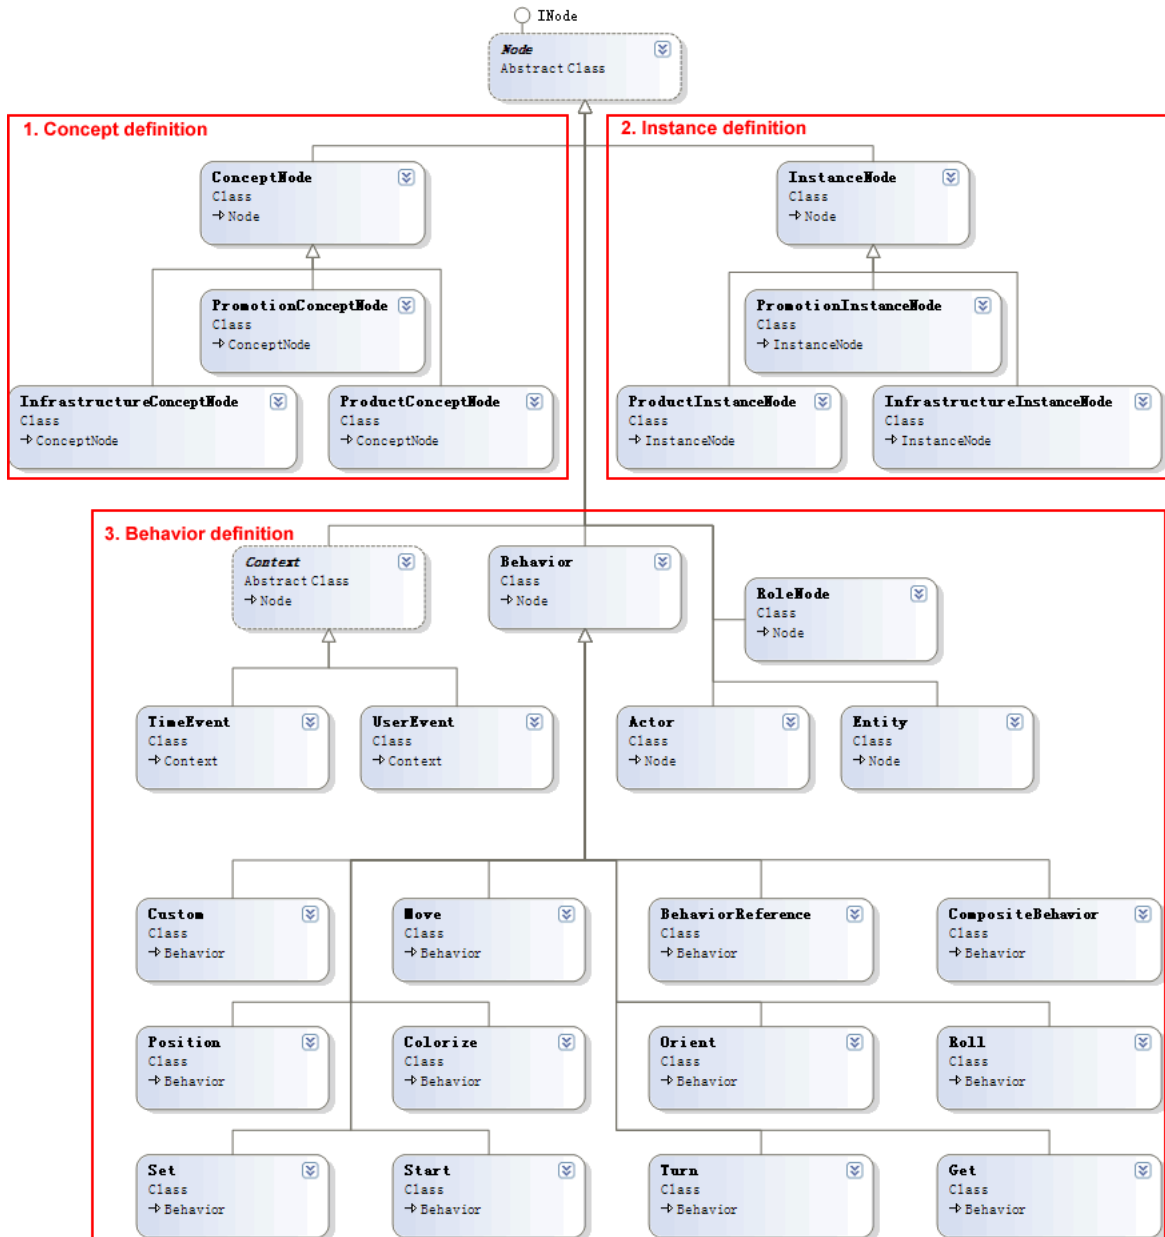 INode
Node
Abstract Class
1. Concept definition
2. Instance definition
ConceptNode
Class
Node
InstanceNode
Class
Node
PromotionConceptNode
Class
ConceptNode
PromotionInstanceNode
Class
InstanceNode
InfrastructureConceptNode
Class
ConceptNode
ProductConceptNode
Class
ConceptNode
ProductInstanceNode
Class
InstanceNode
InfrastructureInstanceNode
Class
InstanceNode
3. Behavior definition
Context
Abstract Class
Node
Behavior
Class
Node
RoleNode
Class
Node
TimeEvent
Class
Context
UserEvent
Class
Context
Actor
Class
Node
Entity
Class
Node
Custom
Class
Behavior
Move
Class
Behavior
BehaviorReference
Class
Behavior
CompositeBehavior
Class
Behavior
Position
Class
Behavior
Colorize
Class
Behavior
Orient
Class
Behavior
Roll
Class
Behavior
Set
Class
Behavior
Start
Class
Behavior
Turn
Class
Behavior
Get
Class
Behavior